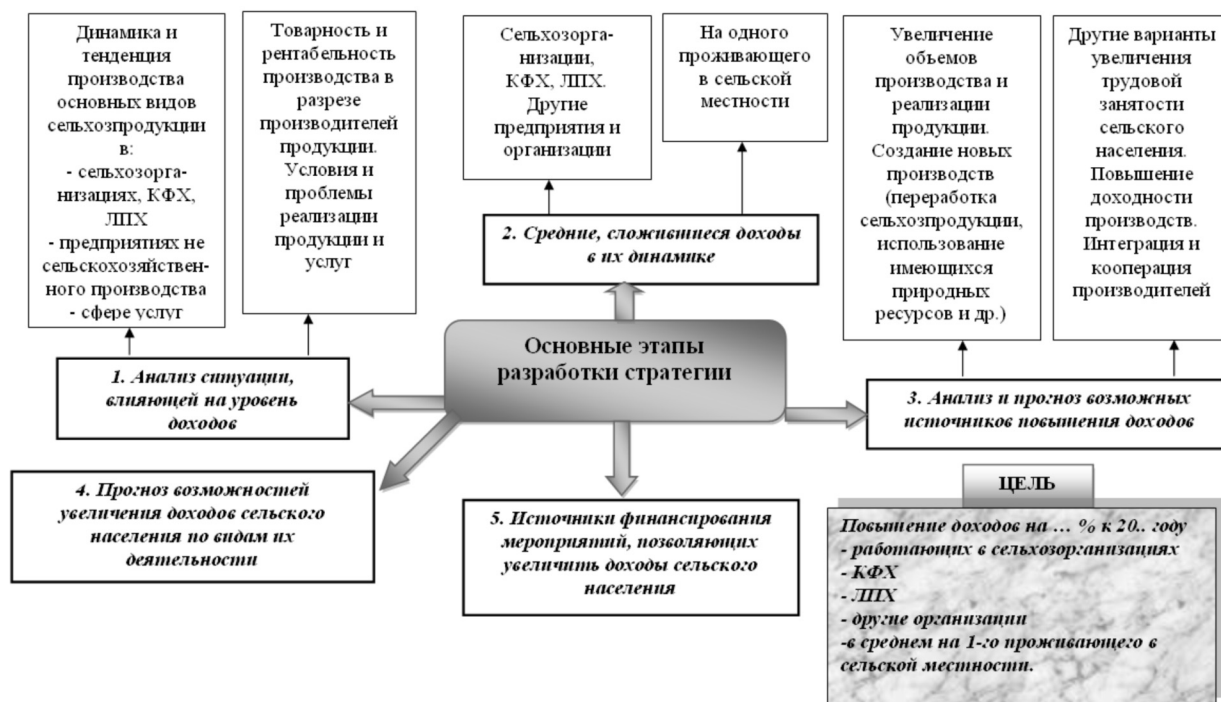 Динамика и
тенденция
производства
основных видов
сельхозпродукции
в:
- сельхозорга-
низациях, КФХ,
ЛПХ
- предприятиях не
сельскохозяйствен-
ного производства
- сфере услуг
Товарность и
рентабельность
производства в
разрезе
производителей
продукции.
Условия и
проблемы
реализации
продукции и
услуг
Сельхозорга-
низации,
КФХ, ЛПХ.
Другие
предприятия и
организации
На одного
проживающего
в сельской
местности
Увеличение
обьемов
производства и
реализации
продукции.
Создание новых
производств
(переработка
сельхозпродукции,
использование
имеющихся
природных
ресурсов и др.)
Другие варианты
увеличения
трудовой
занятости
сельского
населения.
Повышение
доходности
производств.
Интеграция и
кооперация
производителей
2. Средние, сложившиеся доходы
в их динамике
Основные этапы
разработки стратегии
1. Анализ ситуации,
влияющей на уровень
доходов
3. Анализ и прогноз возможных
источников повышения доходов
4. Прогноз возможностей
увеличения доходов сельского
населения по видам их
деятельности
5. Источники финансирования
мероприятий, позволяющих
увеличить доходы сельского
населения
ЦЕЛЬ
Повышение доходов на ... % к 20.. году
- работающих в сельхозорганизациях
- КФХ
- ЛПХ
- другие организации
-в среднем на 1-го проживающего в
сельской местности.